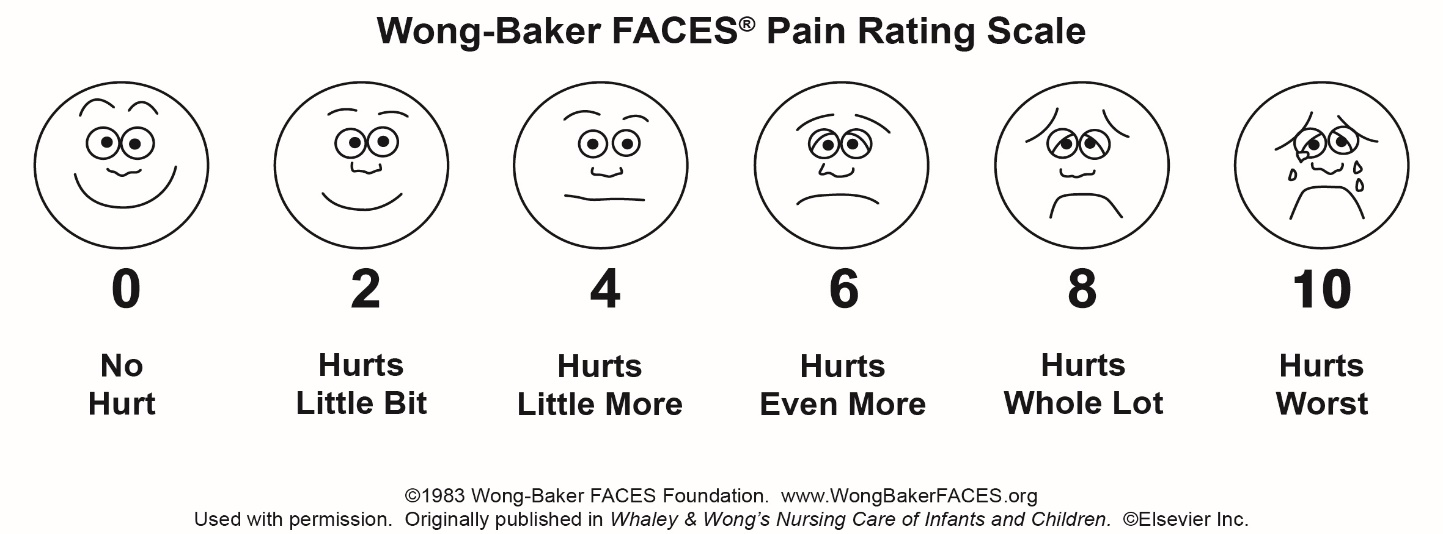 Wong-Baker FACES® Pain Rating Scale
0 2 4 6 8 10
No Hurts Hurts Hurts Hurts Hurts
Hurt Little Bit Little More Even More Whole Lot Worst
©1983 Wong-Baker FACES Foundation. www.WongBakerFACES.org
Used with permission. Originally published in Whaley & Wong's Nursing Care of Infants and Children. ©Elsevier Inc.